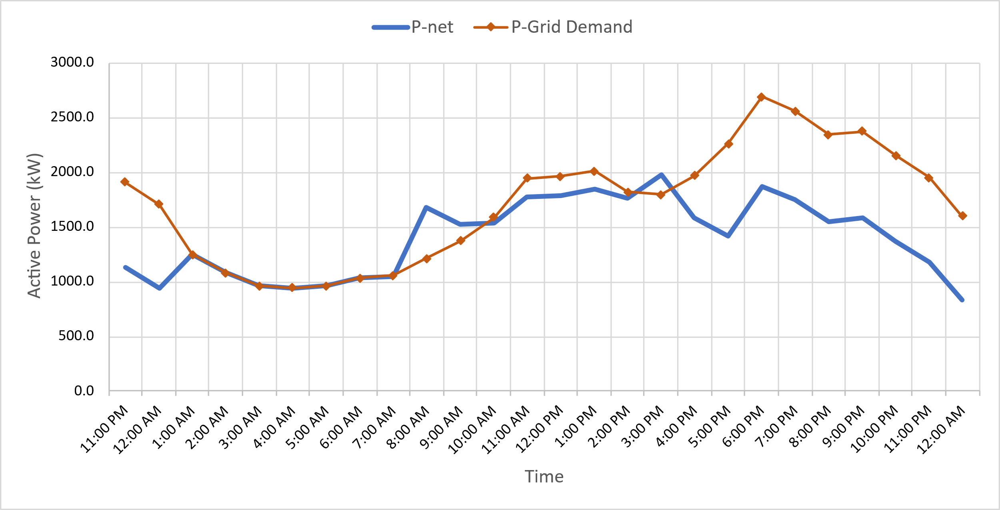 P-net P-Grid Demand
3000.0
2500.0
2000.0
1500.0
1000.0
500.0
0.0
Active Power (kW)
11:00 PM
12:00 AM
1:00 AM
2:00 AM
3:00 AM
4:00 AM
5:00 AM
6:00 AM
7:00 AM
8:00 AM
9:00 AM
10:00 AM
11:00 AM
12:00 PM
1:00 PM
2:00 PM
3:00 PM
4:00 PM
5:00 PM
6:00 PM
7:00 PM
8:00 PM
9:00 PM
10:00 PM
11:00 PM
12:00 AM
Time